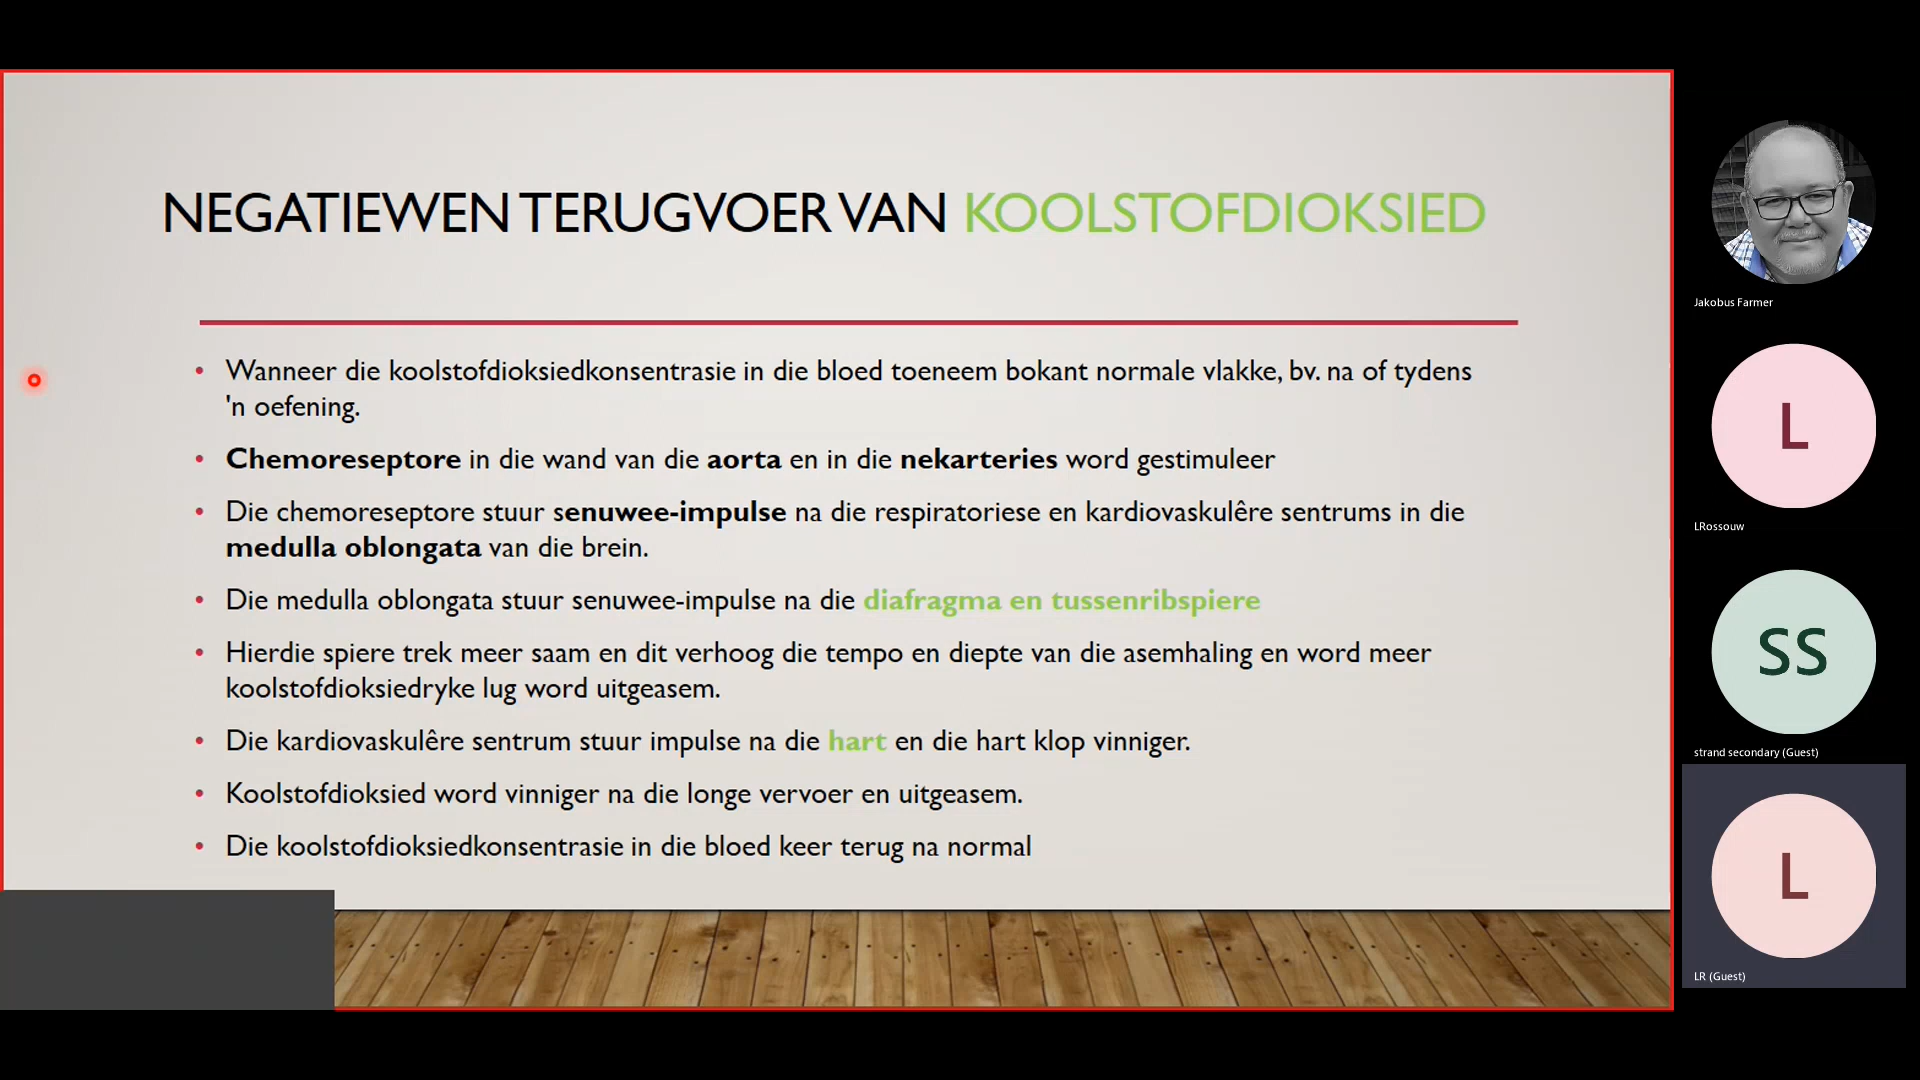 NEGATIEWEN TERUGVOER VAN KOOLSTOFDIOKSIED
• Wanneer die koolstofdioksiedkonsentrasie in die bloed toeneem bokant normale vlakke, bv. na of tydens
'n oefening.
• Chemoreseptore in die wand van die aorta en in die nekarteries word gestimuleer
• Die chemoreseptore stuur senuwee-impulse na die respiratoriese en kardiovaskulêre sentrums in die
medulla oblongata van die brein.
• Die medulla oblongata stuur senuwee-impulse na die diafragma en tussenribspiere
• Hierdie spiere trek meer saam en dit verhoog die tempo en diepte van die asemhaling en word meer
koolstofdioksiedryke lug word uitgeasem.
• Die kardiovaskulêre sentrum stuur impulse na die hart en die hart klop vinniger.
• Koolstofdioksied word vinniger na die longe vervoer en uitgeasem.
• Die koolstofdioksiedkonsentrasie in die bloed keer terug na normal
Jakobus Farmer
L
LRossouw
SS
strand secondary (Guest)
L
LR (Guest)